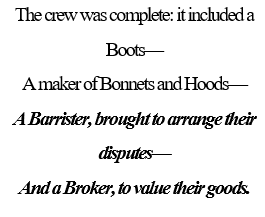 The crew was complete: it included a
Boots—
A maker of Bonnets and Hoods—
A Barrister, brought to arrange their
disputes—
And a Broker, to value their goods.